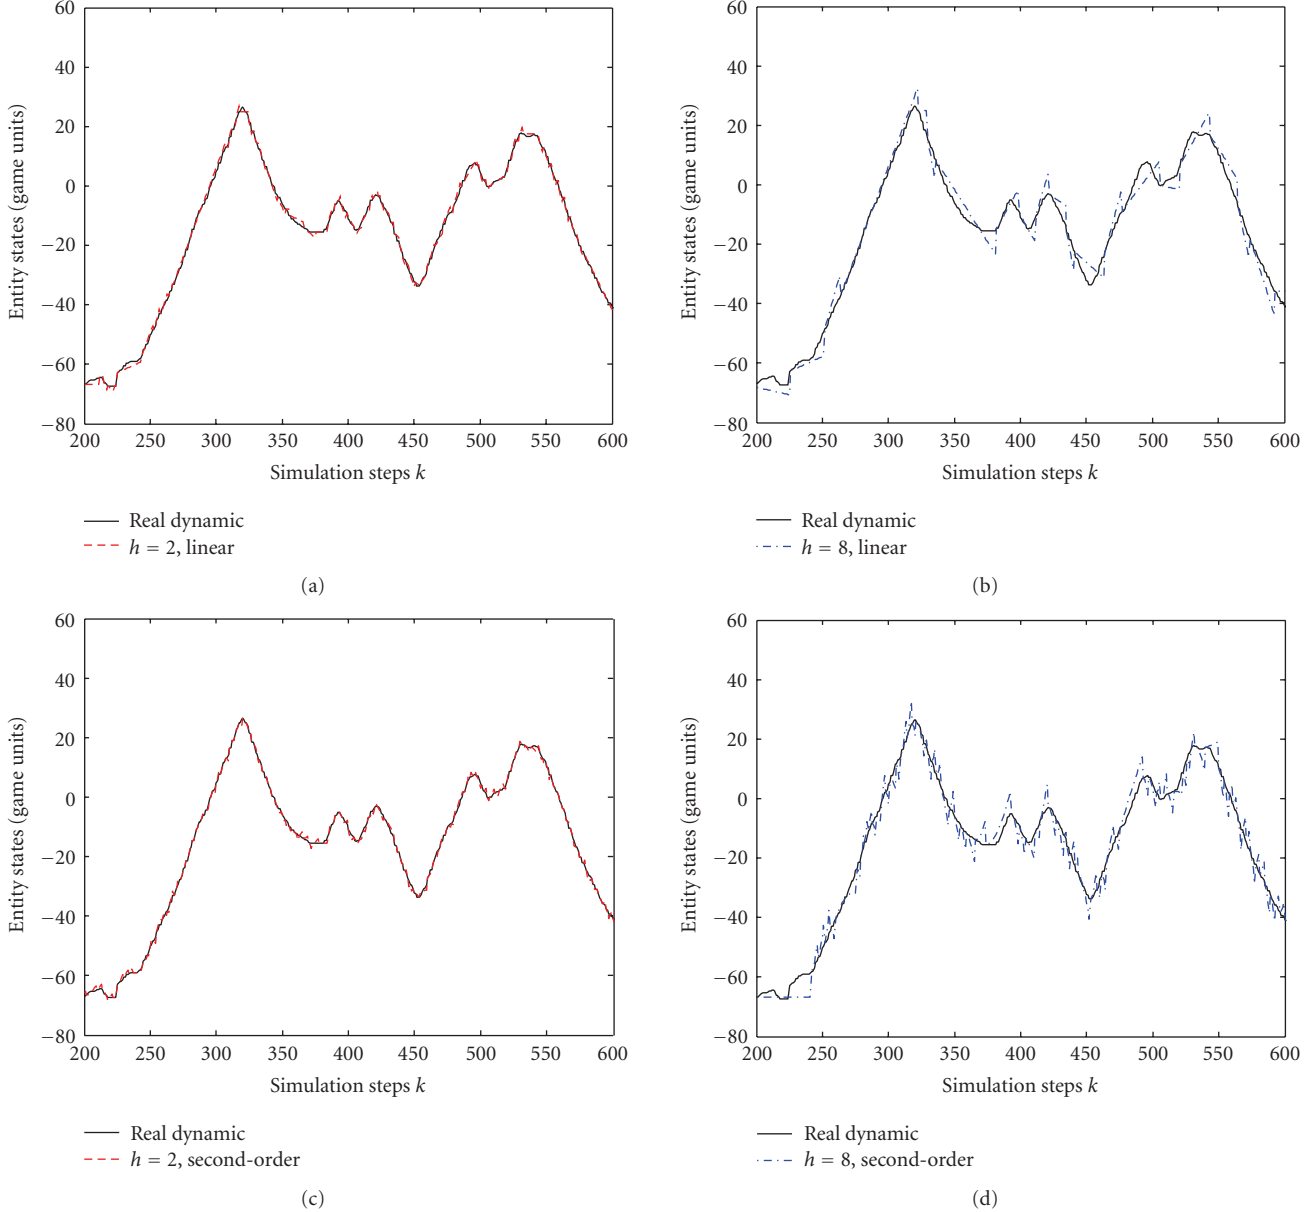 60
40
20
0
−20
−40
−60
−80
200 250 300 350 400 450 500 550 600
Entity states (game units)
Simulation steps k
Real dynamic
h = 2, linear
(a)
60
40
20
0
−20
−40
−60
−80
200 250 300 350 400 450 500 550 600
Entity states (game units)
Simulation steps k
Real dynamic
h = 8, linear
(b)
60
40
20
0
−20
−40
−60
−80
200 250 300 350 400 450 500 550 600
Entity states (game units)
Simulation steps k
Real dynamic
h = 2, second-order
(c)
60
40
20
0
−20
−40
−60
−80
200 250 300 350 400 450 500 550 600
Entity states (game units)
Simulation steps k
Real dynamic
h = 8, second-order
(d)